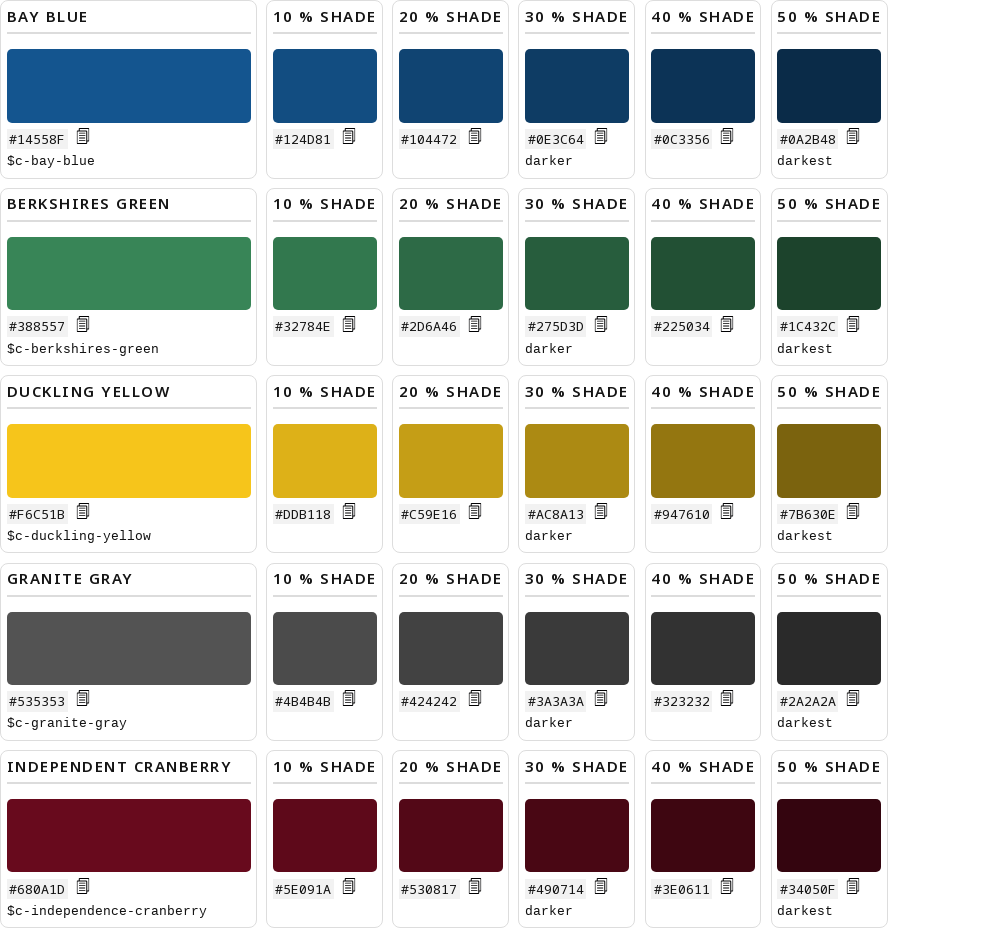 BAY BLUE
10 % SHADE
20 % SHADE
30 % SHADE
40 % SHADE
50 % SHADE
#14558F
#124D81
#104472
#0E3C64
#0C3356
#0A2B48
$c-bay-blue
darker
darkest
BERKSHIRES GREEN
10 % SHADE
20 % SHADE
30 % SHADE
40 % SHADE
50 % SHADE
#388557
#32784E
#2D6A46
#275D3D
#225034
#1C432C
$c-berkshires-green
darker
darkest
DUCKLING YELLOW
10 % SHADE
20 % SHADE
30 % SHADE
40 % SHADE
50 % SHADE
#F6C51B
#DDB118
#C59E16
#AC8A13
#947610
#7B630E
$c-duckling-yellow
darker
darkest
GRANITE GRAY
10 % SHADE
20 % SHADE
30 % SHADE
40 % SHADE
50 % SHADE
#535353
#4B4B4B
#424242
#3A3A3A
#323232
#2A2A2A
$c-granite-gray
darker
darkest
INDEPENDENT CRANBERRY
10 % SHADE
20 % SHADE
30 % SHADE
40 % SHADE
50 % SHADE
#680A1D
#5E091A
#530817
#490714
#3E0611
#34050F
$c-independence-cranberry
darker
darkest